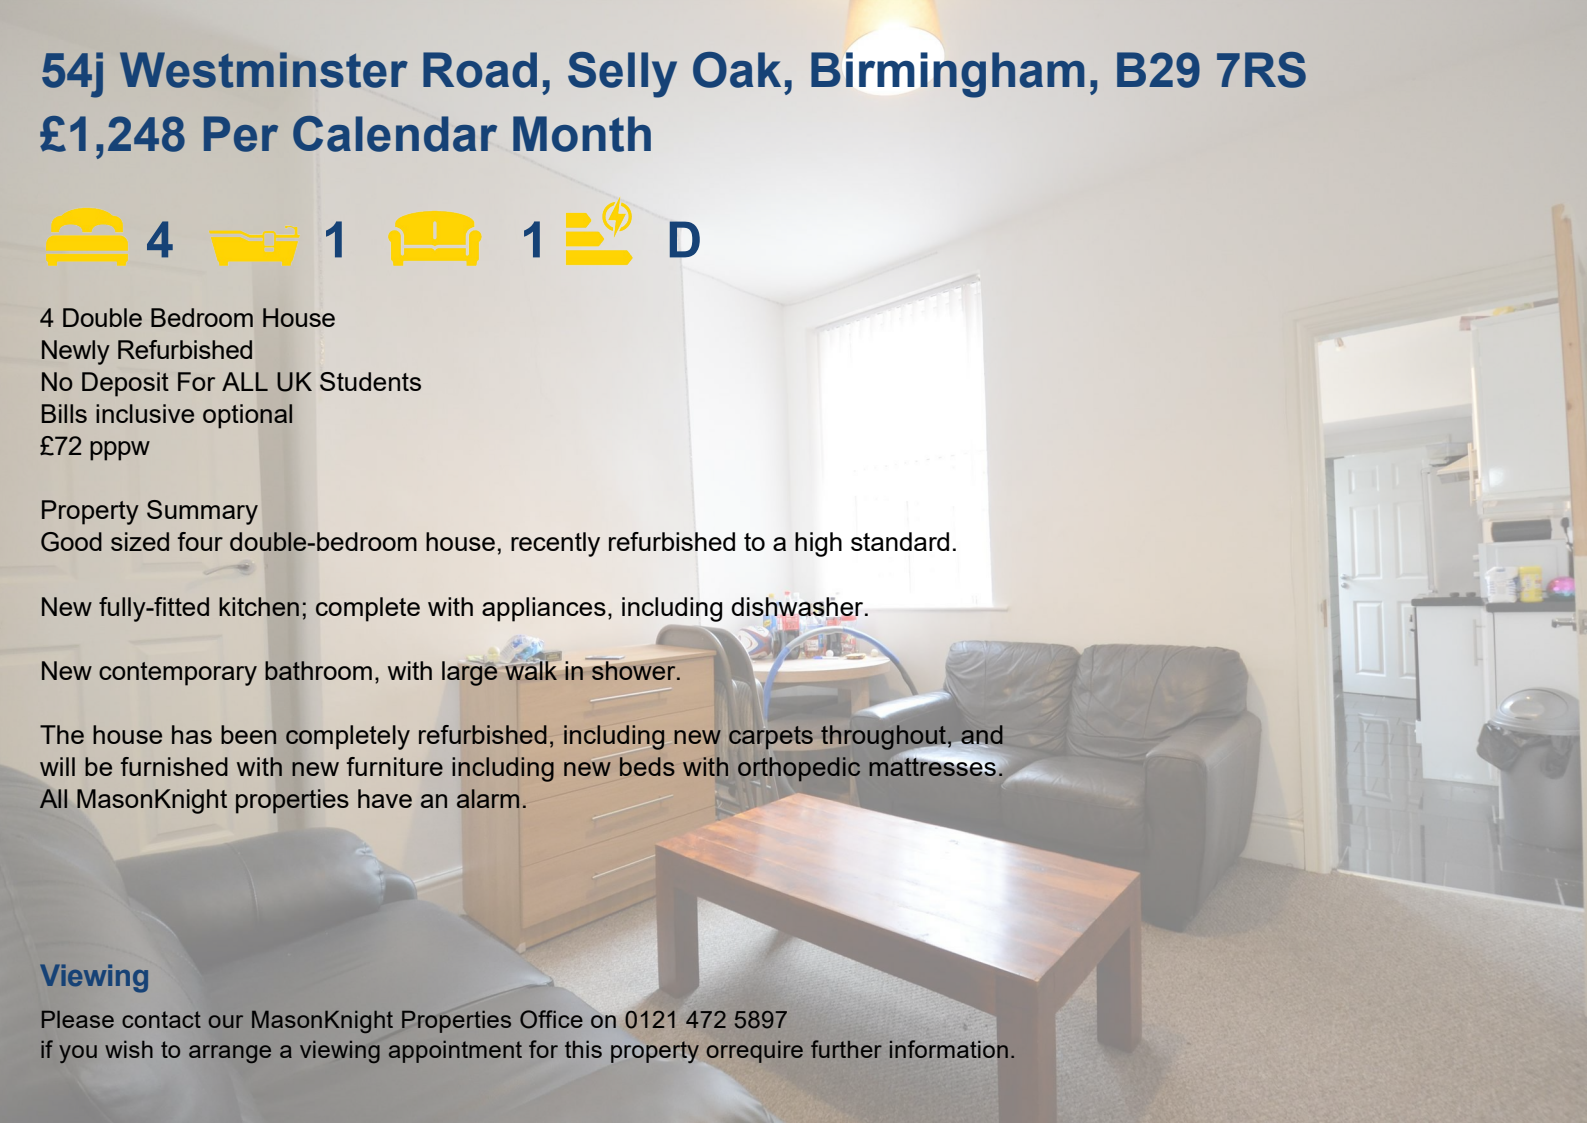 54j Westminster Road, Selly Oak, Birmingham, B29 7RS
£1,248 Per Calendar Month
4 1 1 D
4 Double Bedroom House
Newly Refurbished
No Deposit For ALL UK Students
Bills inclusive optional
£72 pppw
Property Summary
Good sized four double-bedroom house, recently refurbished to a high standard.
New fully-fitted kitchen; complete with appliances, including dishwasher.
New contemporary bathroom, with large walk in shower.
The house has been completely refurbished, including new carpets throughout, and
will be furnished with new furniture including new beds with orthopedic mattresses.
All MasonKnight properties have an alarm.
Viewing
Please contact our MasonKnight Properties Office on 0121 472 5897
if you wish to arrange a viewing appointment for this property orrequire further information.